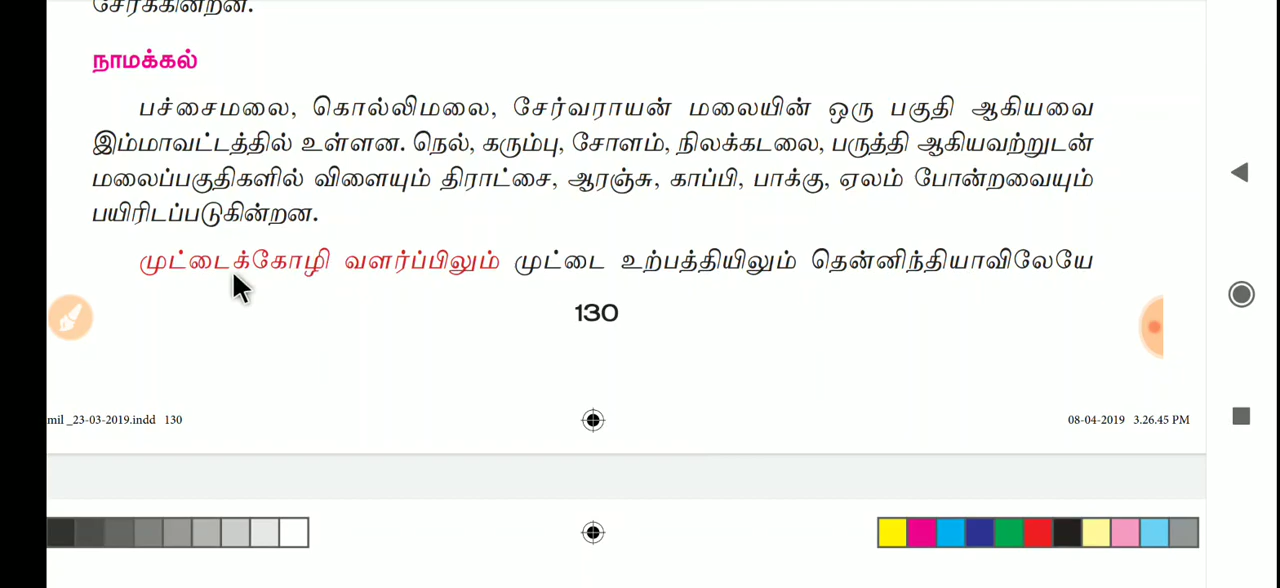 சேர்க்கின்றன.
நாமக்கல்
பச்சைமலை, கொல்லிமலை, சேர்வராயன் மலையின் ஒரு பகுதி ஆகியவை
இம்மாவட்டத்தில் உள்ளன. நெல், கரும்பு, சோளம், நிலக்கடலை, பருத்தி ஆகியவற்றுடன்
மலைப்பகுதிகளில் விளையும் திராட்சை, ஆரஞ்சு, காப்பி, பாக்கு, ஏலம் போன்றவையும்
பயிரிடப்படுகின்றன.
முட்டைக்கோழி வளர்ப்பிலும் முட்டை உற்பத்தியிலும் தென்னிந்தியாவிலேயே
130
mil _23-03-2019.indd 130
08-04-2019 3.26.45 PM